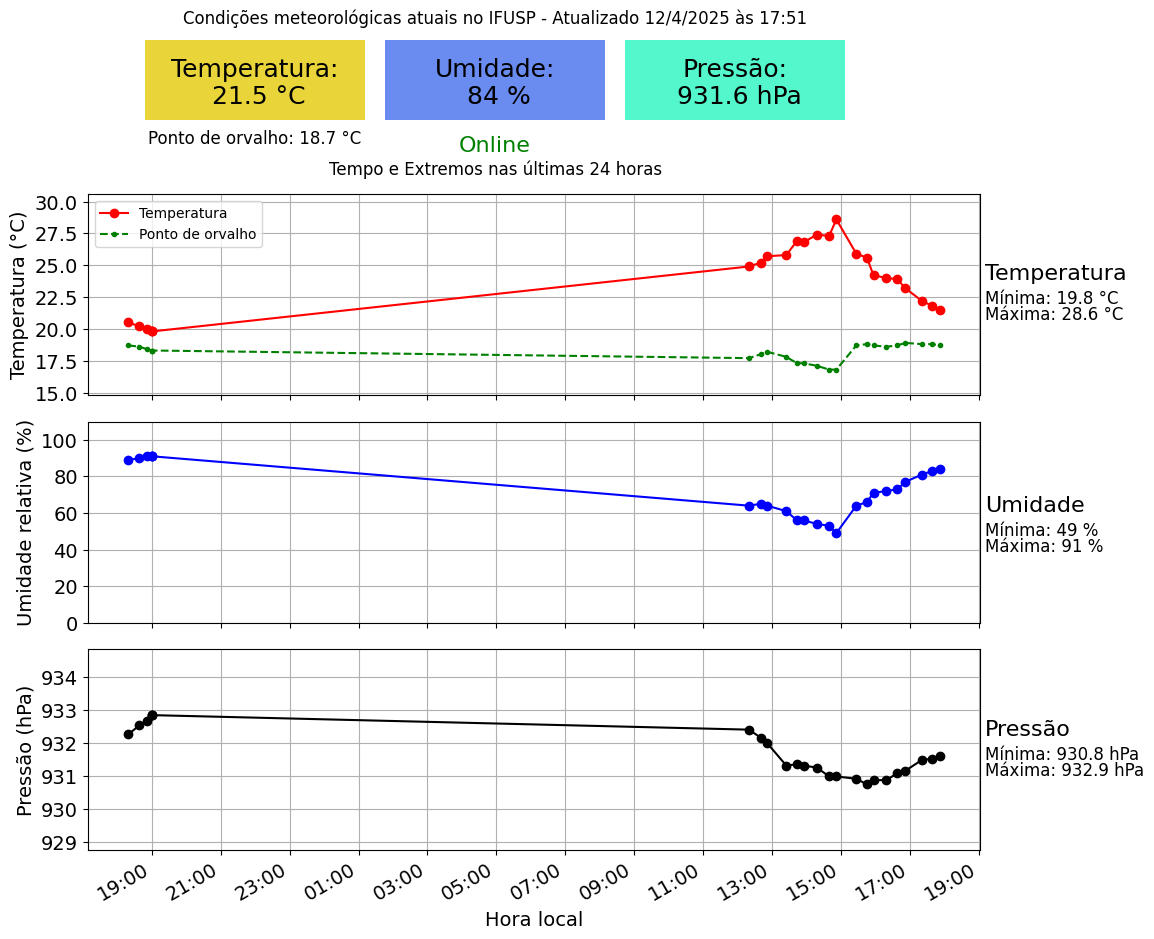 Condições meteorológicas atuais no IFUSP - Atualizado 12/4/2025 às 17:51
Temperatura:
21.5 °C
Umidade:
84 %
Pressão:
931.6 hPa
Ponto de orvalho: 18.7 °C
Online
Tempo e Extremos nas últimas 24 horas
Temperatura (°C)
30.0
27.5
25.0
22.5
20.0
17.5
15.0
Temperatura
Ponto de orvalho
Temperatura
Mínima: 19.8 °C
Máxima: 28.6 °C
Umidade relativa (%)
100
80
60
40
20
0
Umidade
Mínima: 49 %
Máxima: 91 %
Pressão (hPa)
934
933
932
931
930
929
Pressão
Mínima: 930.8 hPa
Máxima: 932.9 hPa
19:00 21:00 23:00 01:00 03:00 05:00 07:00 09:00 11:00 13:00 15:00 17:00 19:00
Hora local